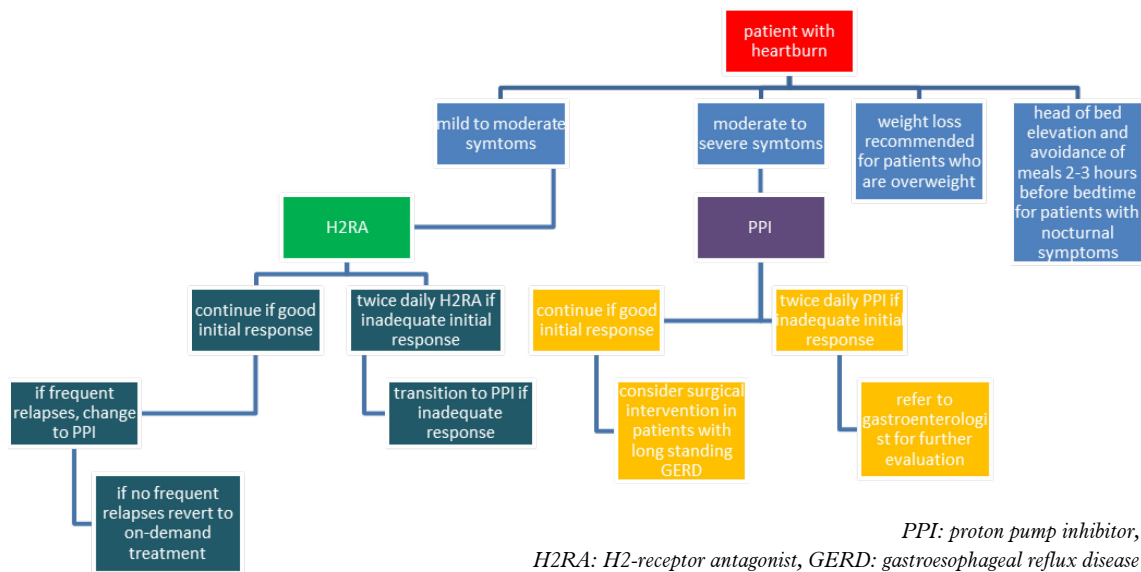 patient with
heartburn
mild to moderate
symtoms
moderate to
severe symtoms
weight loss
recommended
for patients who
are overweight
head of bed
elevation and
avoidance of
meals 2-3 hours
before bedtime
for patients with
nocturnal
symptoms
H2RA
PPI
continue if good
initial response
twice daily H2RA if
inadequate initial
response
continue if good
initial response
twice daily PPI if
inadequate initial
response
if frequent
relapses, change
to PPI
transition to PPI if
inadequate
response
consider surgical
intervention in
patients with
long standing
GERD
refer to
gastroenterologi
st for further
evaluation
if no frequent
relapses revert to
on-demand
treatment
PPI: proton pump inhibitor,
H2RA: H2-receptor antagonist, GERD: gastroesophageal reflux disease